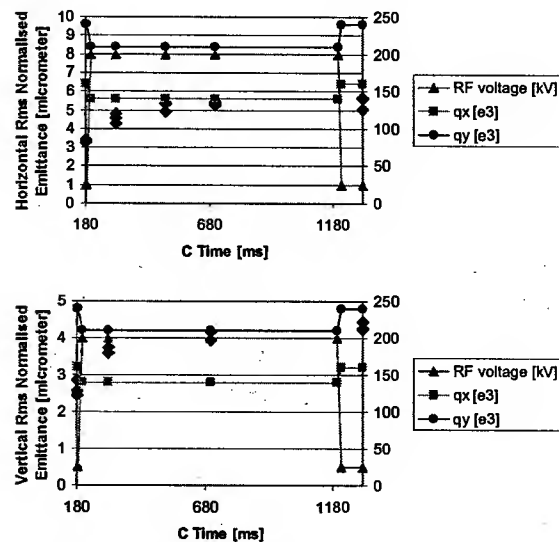 Horizontal Rms Normalised
Emittance [micrometer]
10
9
8
7
6
5
4
3
2
1
0
250
200
150
100
50
0
180
680
1180
C Time [ms]
RF voltage [kV]
qx [e3]
qy [e3]
Vertical Rms Normalised
Emittance [micrometer]
5
4
3
2
1
0
250
200
150
100
50
0
180
680
1180
C Time [ms]
RF voltage [kV]
qx [e3]
qy [e3]